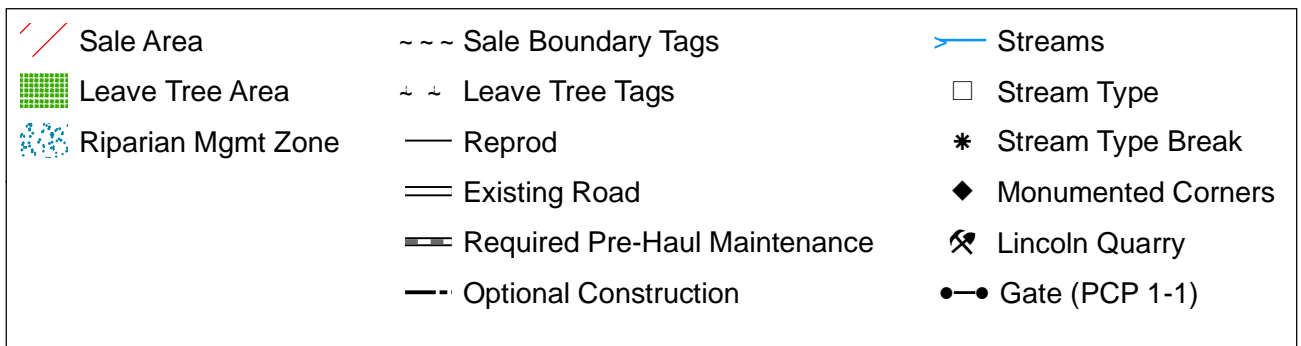 Sale Area
Leave Tree Area
Riparian Mgmt Zone
Sale Boundary Tags
Leave Tree Tags
Reprod
Existing Road
Required Pre-Haul Maintenance
Optional Construction
Streams
Stream Type
Stream Type Break
Monumented Corners
Lincoln Quarry
Gate (PCP 1-1)